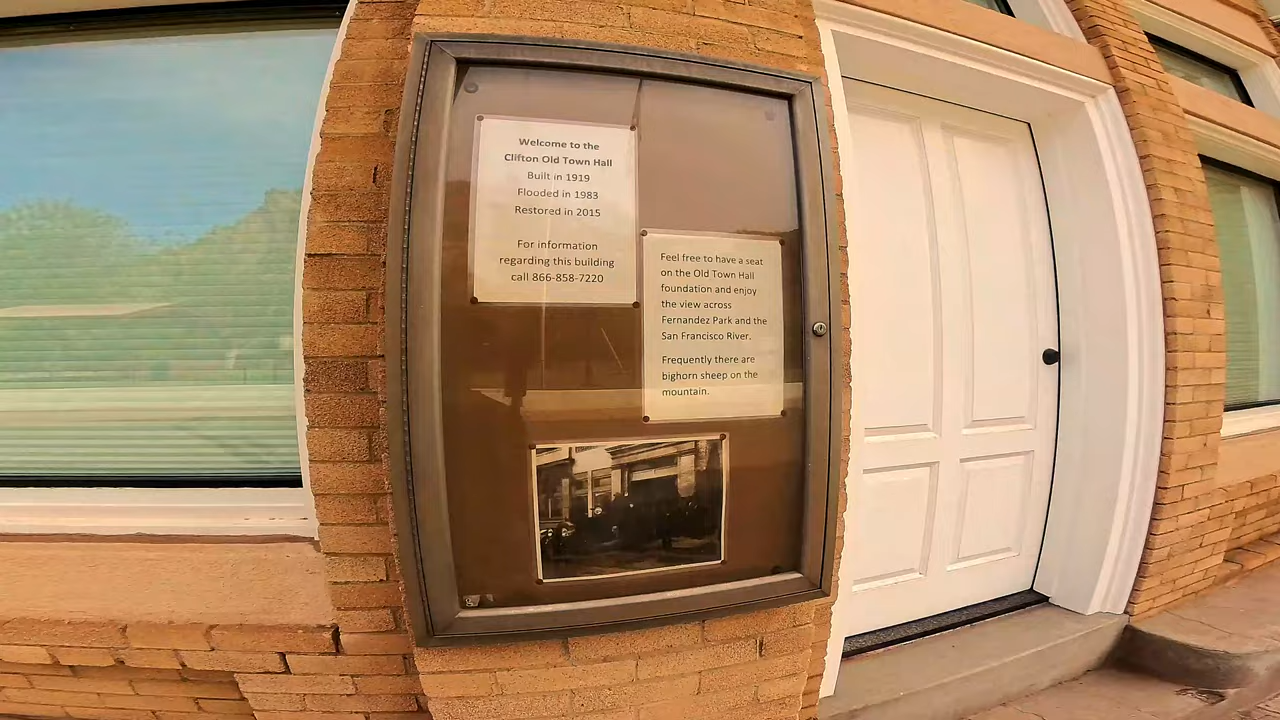 Welcome to the
Clifton Old Town Hall
Built in 1919
Flooded in 1983
Restored in 2015
For information
regarding this building
call 866-858-7220
Feel free to have a seat
on the Old Town Hall
foundation and enjoy
the view across
Fernandez Park and the
San Francisco River.
Frequently there are
bighorn sheep on the
mountain.